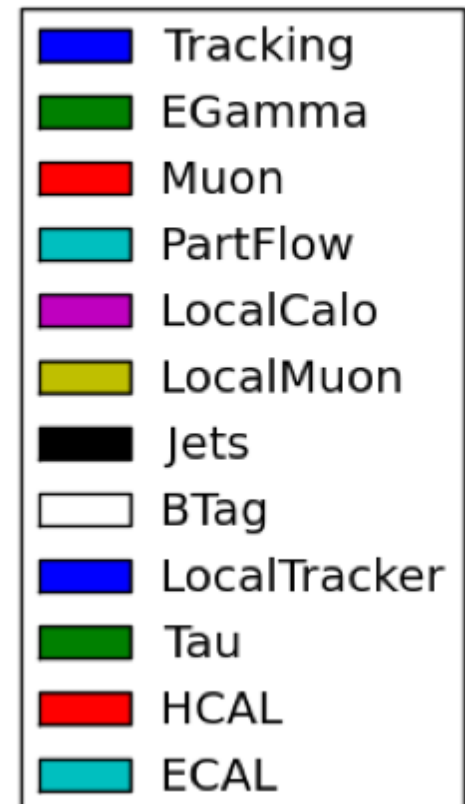 Tracking
EGamma
Muon
PartFlow
LocalCalo
LocalMuon
Jets
BTag
LocalTracker
Tau
HCAL
ECAL